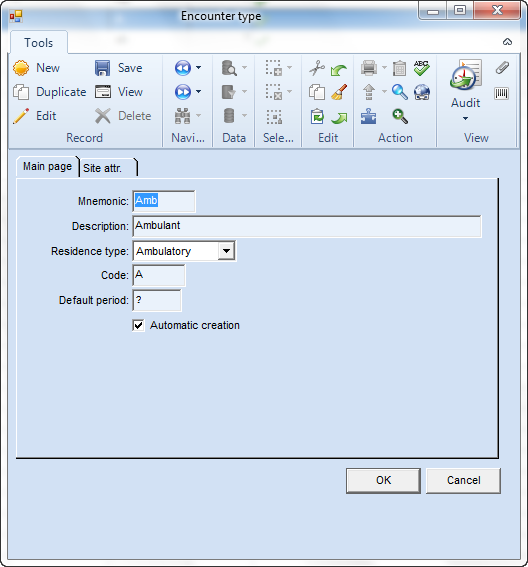 Encounter type
Tools
New Save
Duplicate View
Edit Delete
ABC
Audit
Record Navi... Data Sele... Edit Action View
Main page Site attr.
Mnemonic: Amb
Description: Ambulant
Residence type: Ambulatory
Code: A
Default period: ?
Automatic creation
OK Cancel